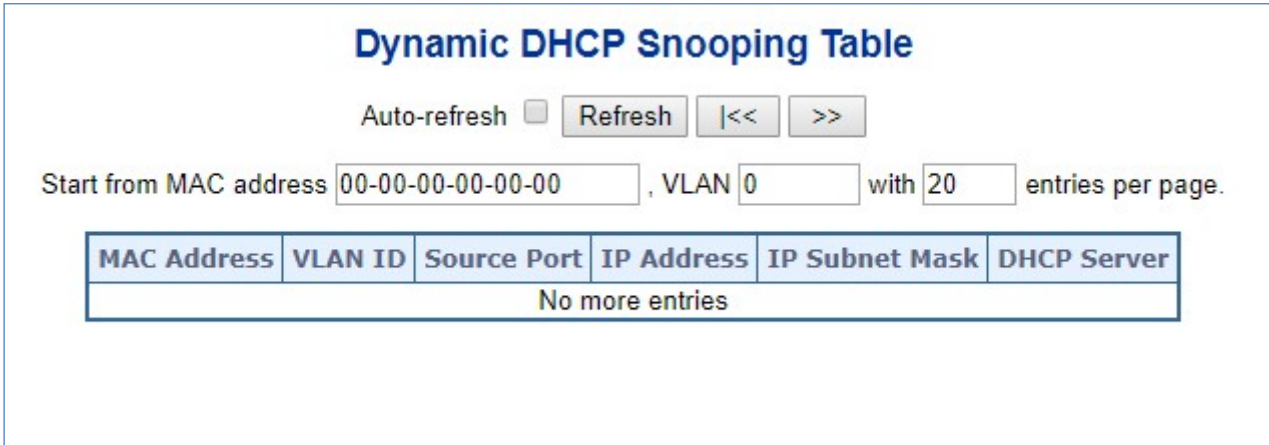 Dynamic DHCP Snooping Table
Auto-refresh Refresh |<< >>
Start from MAC address 00-00-00-00-00-00 , VLAN 0 with 20 entries per page.
MAC Address VLAN ID Source Port IP Address IP Subnet Mask DHCP Server
No more entries